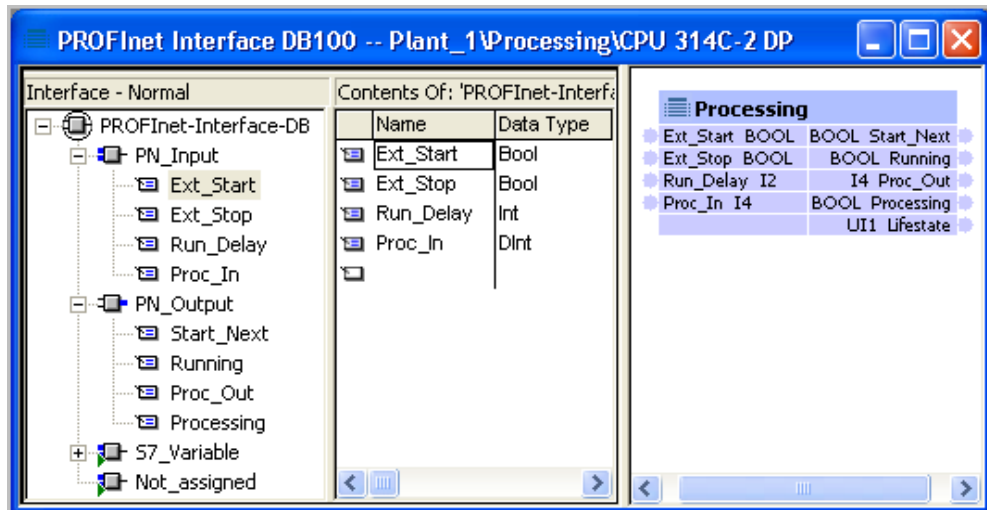 PROFInet Interface DB100 -- Plant_1\Processing\CPU 314C-2 DP
Interface - Normal
PROFInet-Interface-DB
PN_Input
Ext_Start
Ext_Stop
Run_Delay
Proc_In
PN_Output
Start_Next
Running
Proc_Out
Processing
S7_Variable
Not_assigned
Contents Of: 'PROFInet-Interfa
Name Data Type
Ext_Start Bool
Ext_Stop Bool
Run_Delay Int
Proc_In DInt
Processing
Ext_Start BOOL BOOL Start_Next
Ext_Stop BOOL BOOL Running
Run_Delay I2 I4 Proc_Out
Proc_In I4 BOOL Processing
UI1 Lifestate